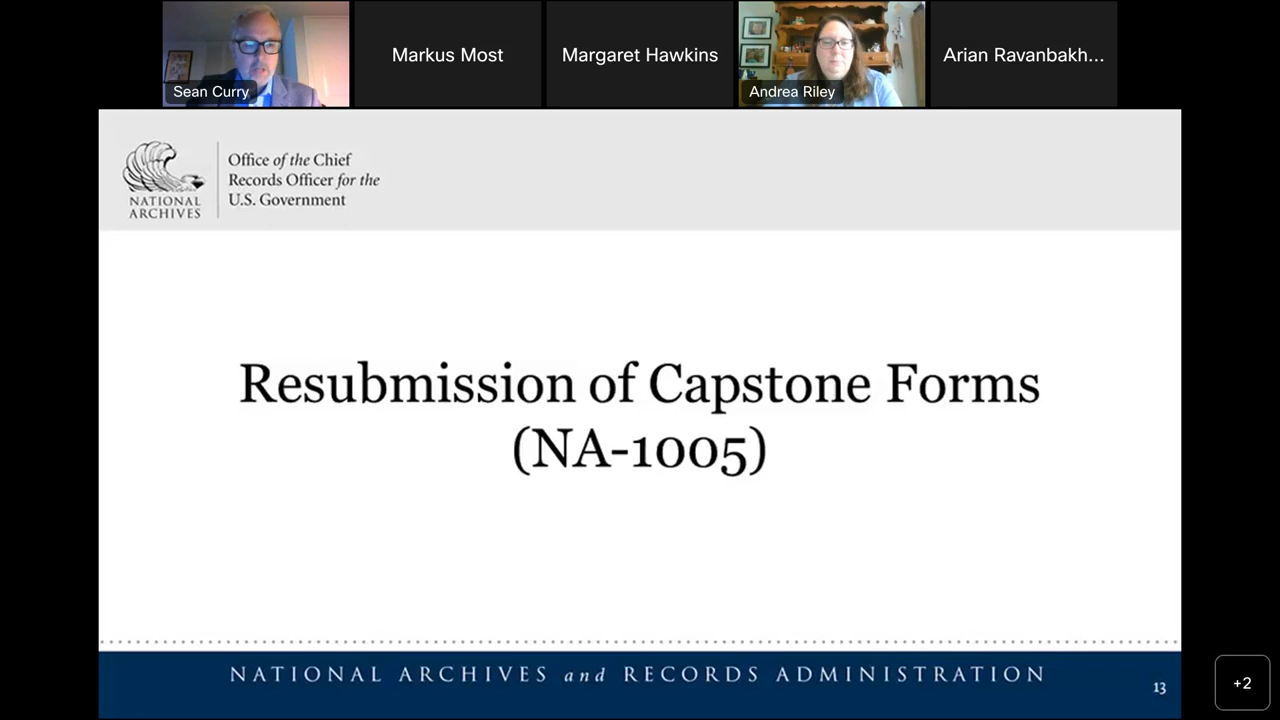 Sean Curry
Markus Most
Margaret Hawkins
Andrea Riley
Arian Ravanbakh...
NATIONAL
ARCHIVES
Office of the Chief
Records Officer for the
U.S. Government
Resubmission of Capstone Forms
(NA-1005)
NATIONAL ARCHIVES and RECORDS ADMINISTRATION
13
+2